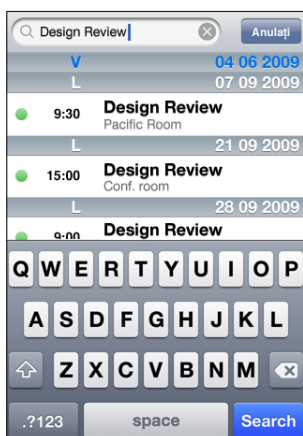 Design Review Anulați
V 04 06 2009
L 07 09 2009
9:30 Design Review
Pacific Room
L 21 09 2009
15:00 Design Review
Conf. room
L 28 09 2009
9:00 Design Review
Q W E R T Y U I O P
A S D F G H J K L
Z X C V B N M
.?123 space Search